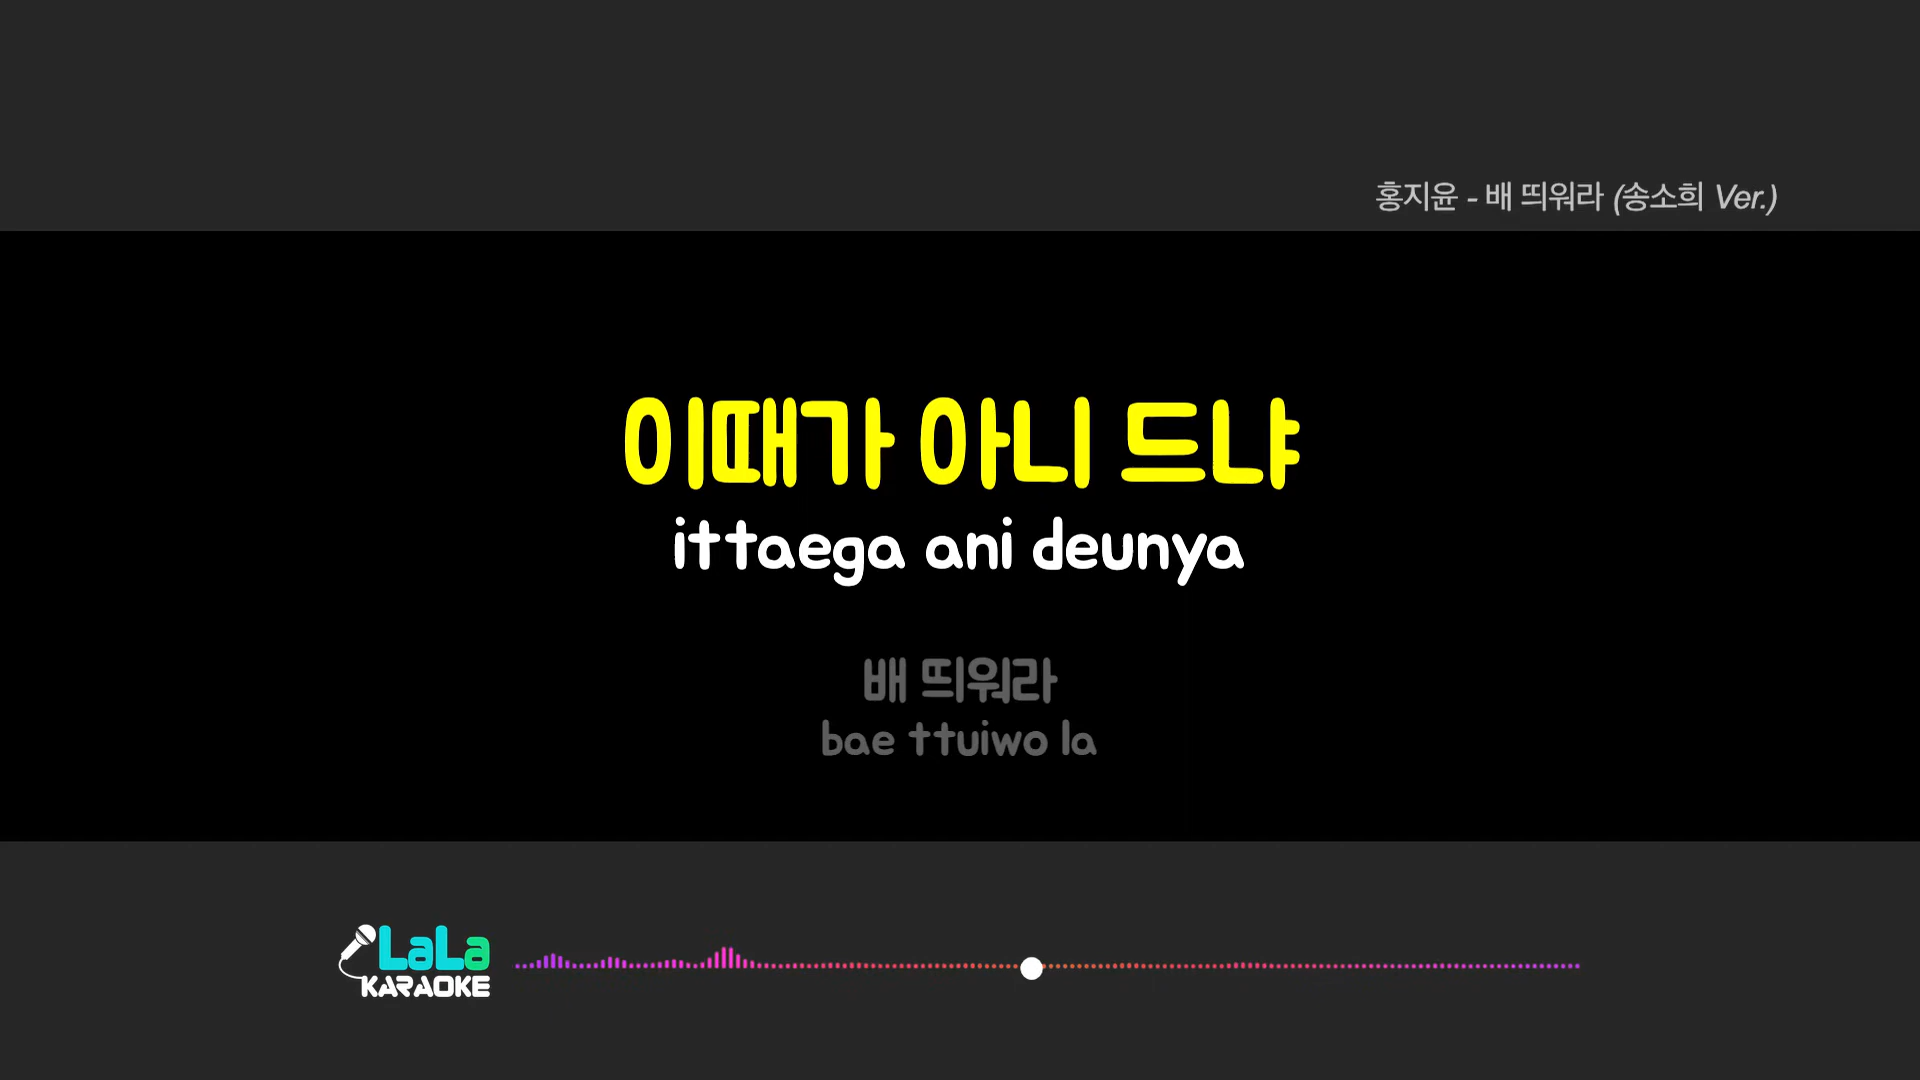 홍지윤 - 배 띄워라 (송소희 Ver.)
이때가 아니 드냐
ittaega ani deunya
배 띄워라
bae ttuiwo la
LaLa
KARAOKE